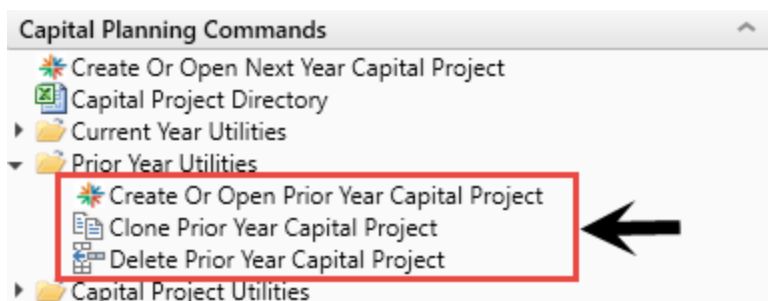 Capital Planning Commands
Create Or Open Next Year Capital Project
Capital Project Directory
Current Year Utilities
Prior Year Utilities
Create Or Open Prior Year Capital Project
Clone Prior Year Capital Project
Delete Prior Year Capital Project
Capital Project Utilities